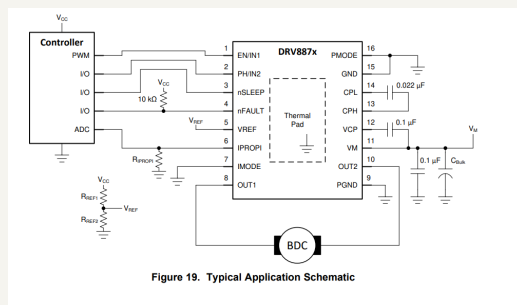 VCC
Controller
PWM
I/O
I/O
I/O
ADC
VCC
10 kΩ
VREF
RIPROPI
DRV887x
1 EN/IN1
2 PH/IN2
3 nSLEEP
4 nFAULT
5 VREF
6 IPROPI
7 IMODE
8 OUT1
Thermal
Pad
PMODE 16
GND 15
CPL 14
CPH 13
VCP 12
VM 11
OUT2 10
PGND 9
0.022 µF
0.1 µF
VM
0.1 µF
CBulk
VCC
RREF1
VREF
RREF2
BDC
Figure 19. Typical Application Schematic